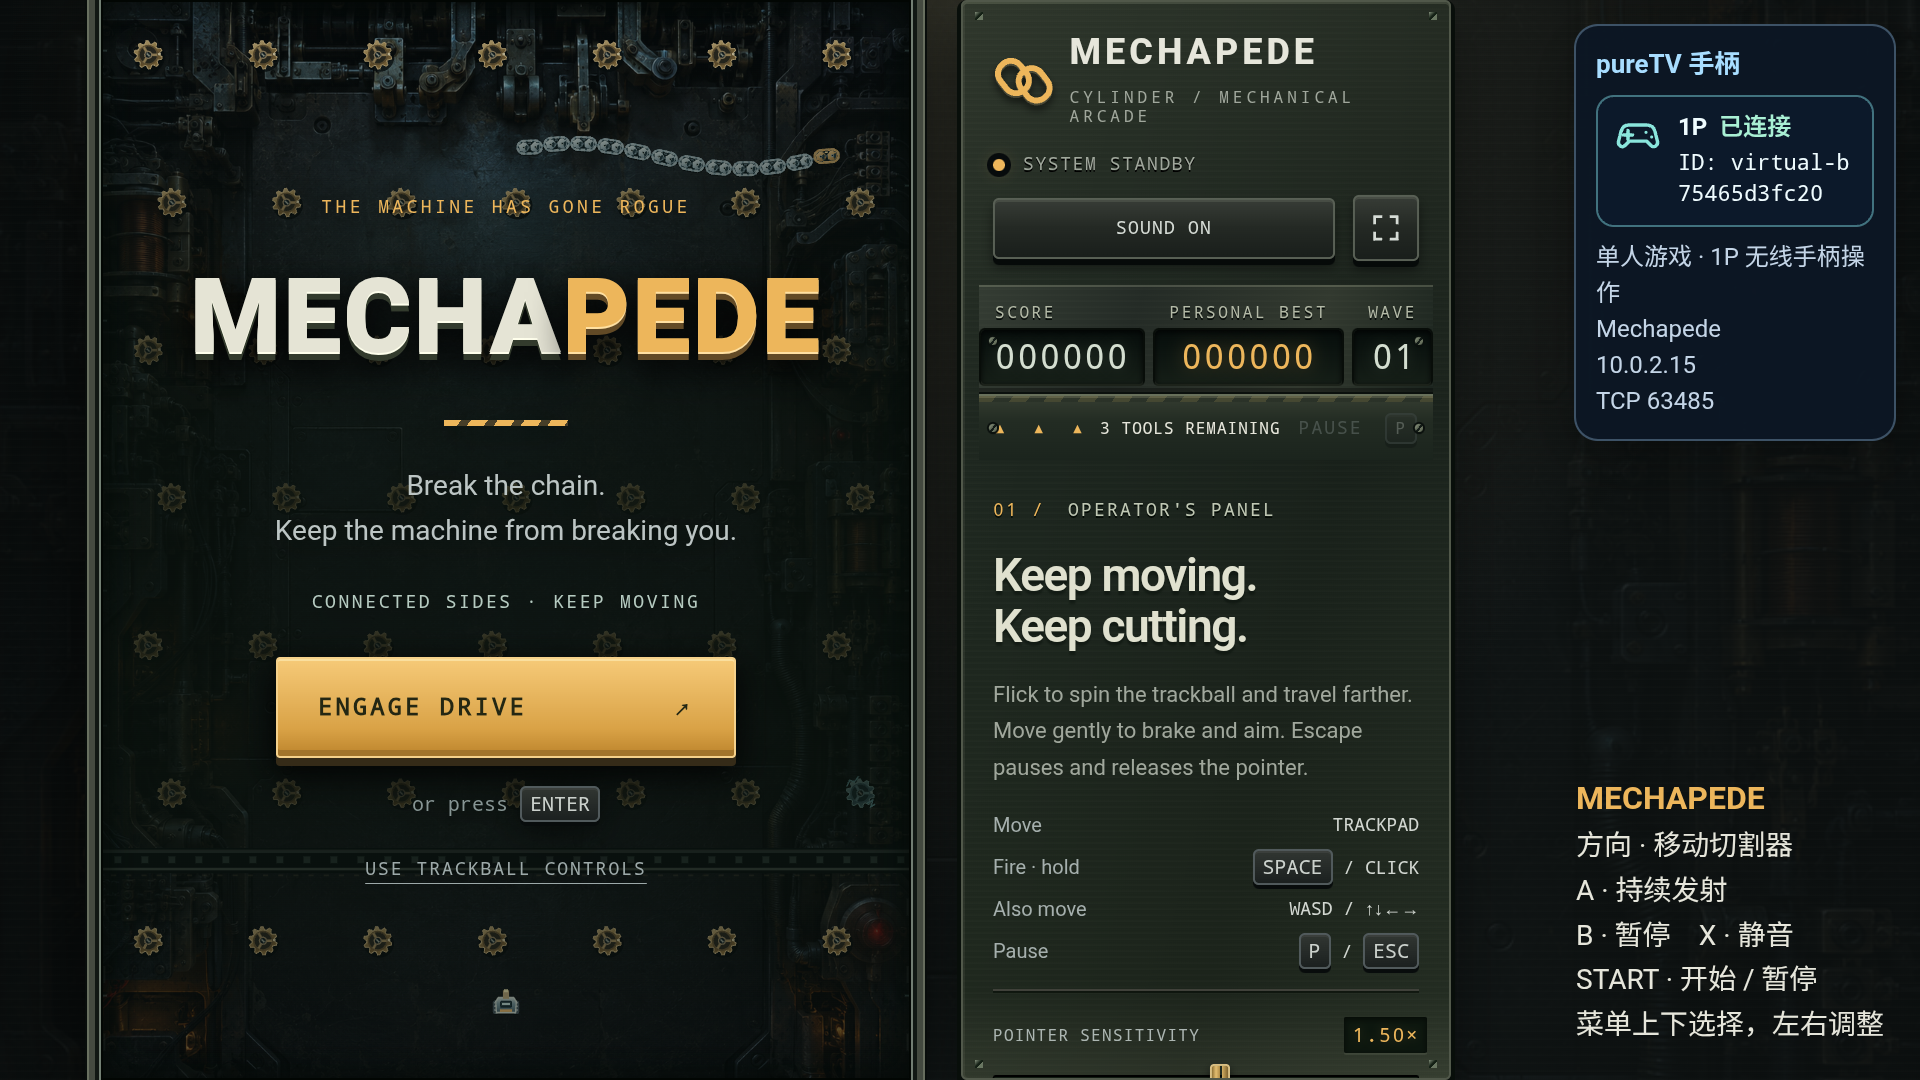 THE MACHINE HAS GONE ROGUE
MECHAPEDE
Break the chain.
Keep the machine from breaking you.
CONNECTED SIDES · KEEP MOVING
ENGAGE DRIVE ↗
or press ENTER
USE TRACKBALL CONTROLS
MECHAPEDE
CYLINDER / MECHANICAL
ARCADE
SYSTEM STANDBY
SOUND ON
SCORE PERSONAL BEST WAVE
000000 000000 01
▲ ▲ ▲ 3 TOOLS REMAINING PAUSE P
01 / OPERATOR'S PANEL
Keep moving.
Keep cutting.
Flick to spin the trackball and travel farther.
Move gently to brake and aim. Escape
pauses and releases the pointer.
Move TRACKPAD
Fire · hold SPACE / CLICK
Also move WASD / ↑↓←→
Pause P / ESC
POINTER SENSITIVITY 1.50×
pureTV 手柄
1P 已连接
ID: virtual-b
75465d3fc20
单人游戏 · 1P 无线手柄操
作
Mechapede
10.0.2.15
TCP 63485
MECHAPEDE
方向 · 移动切割器
A · 持续发射
B · 暂停 X · 静音
START · 开始 / 暂停
菜单上下选择，左右调整